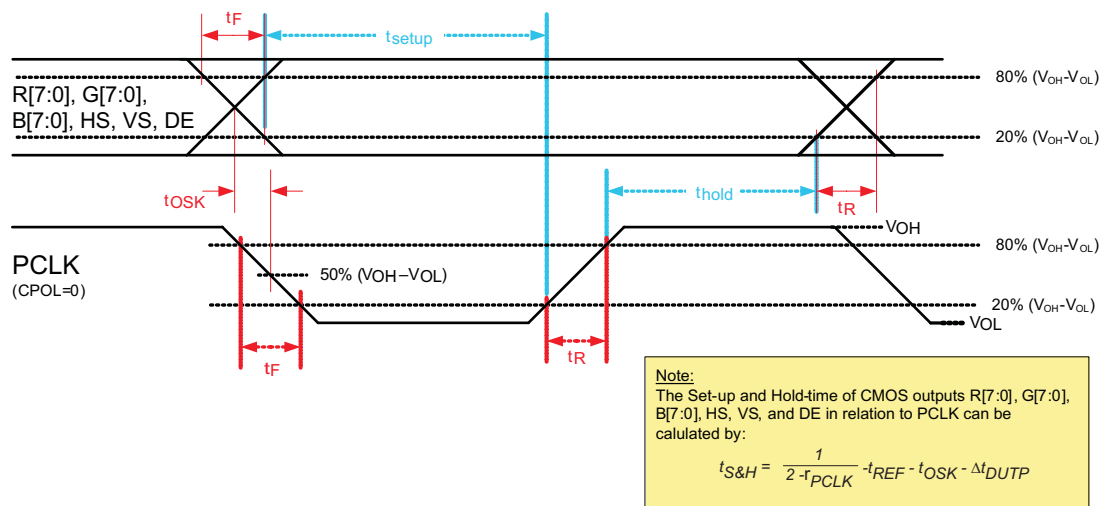 tF
tsetup
80% (VOH-VOL)
R[7:0], G[7:0],
B[7:0], HS, VS, DE
20% (VOH-VOL)
tOSK
thold
tR
VOH
80% (VOH-VOL)
PCLK
(CPOL=0)
50% (VOH–VOL)
20% (VOH-VOL)
VOL
tF
tR
Note:
The Set-up and Hold-time of CMOS outputs R[7:0], G[7:0],
B[7:0], HS, VS, and DE in relation to PCLK can be
calulated by:
tS&H = 1 / 2 -rPCLK -tREF - tOSK - ΔtDUTP